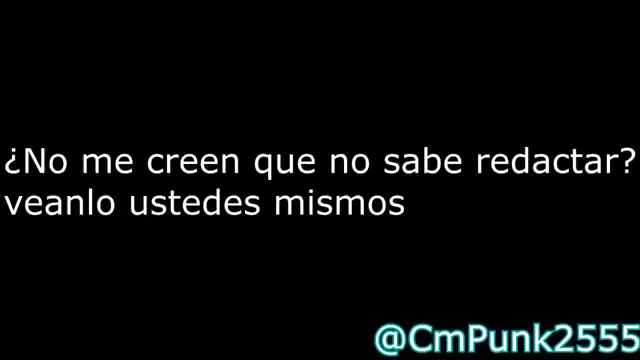 ¿No me creen que no sabe redactar?
veanlo ustedes mismos
@CmPunk2555